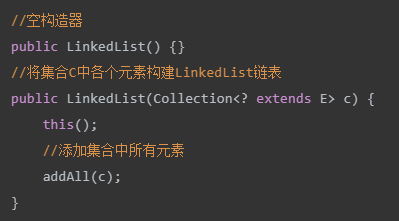 //空构造器
public LinkedList() {}
//将集合C中各个元素构建LinkedList链表
public LinkedList(Collection<? extends E> c) {
    this();
    //添加集合中所有元素
    addAll(c);
}